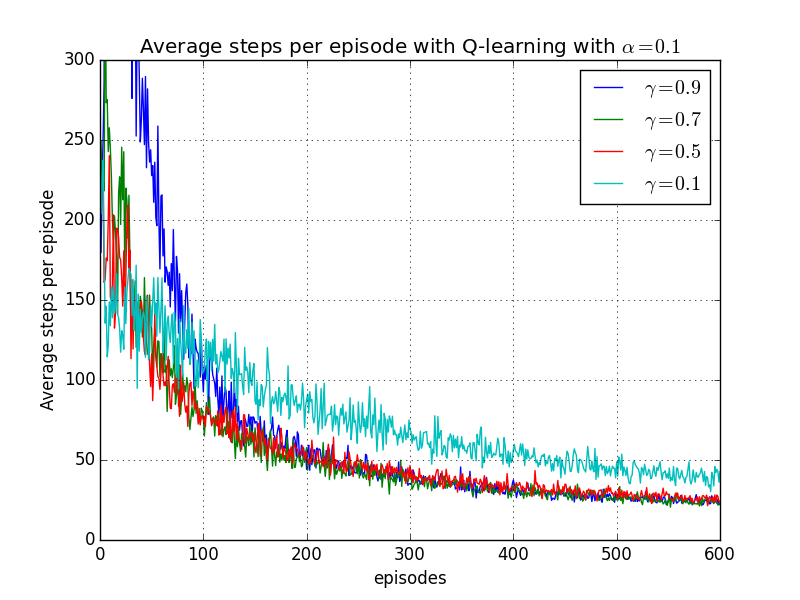 Average steps per episode with Q-learning with α=0.1
Average steps per episode
300
250
200
150
100
50
0
0 100 200 300 400 500 600
episodes
γ=0.9
γ=0.7
γ=0.5
γ=0.1